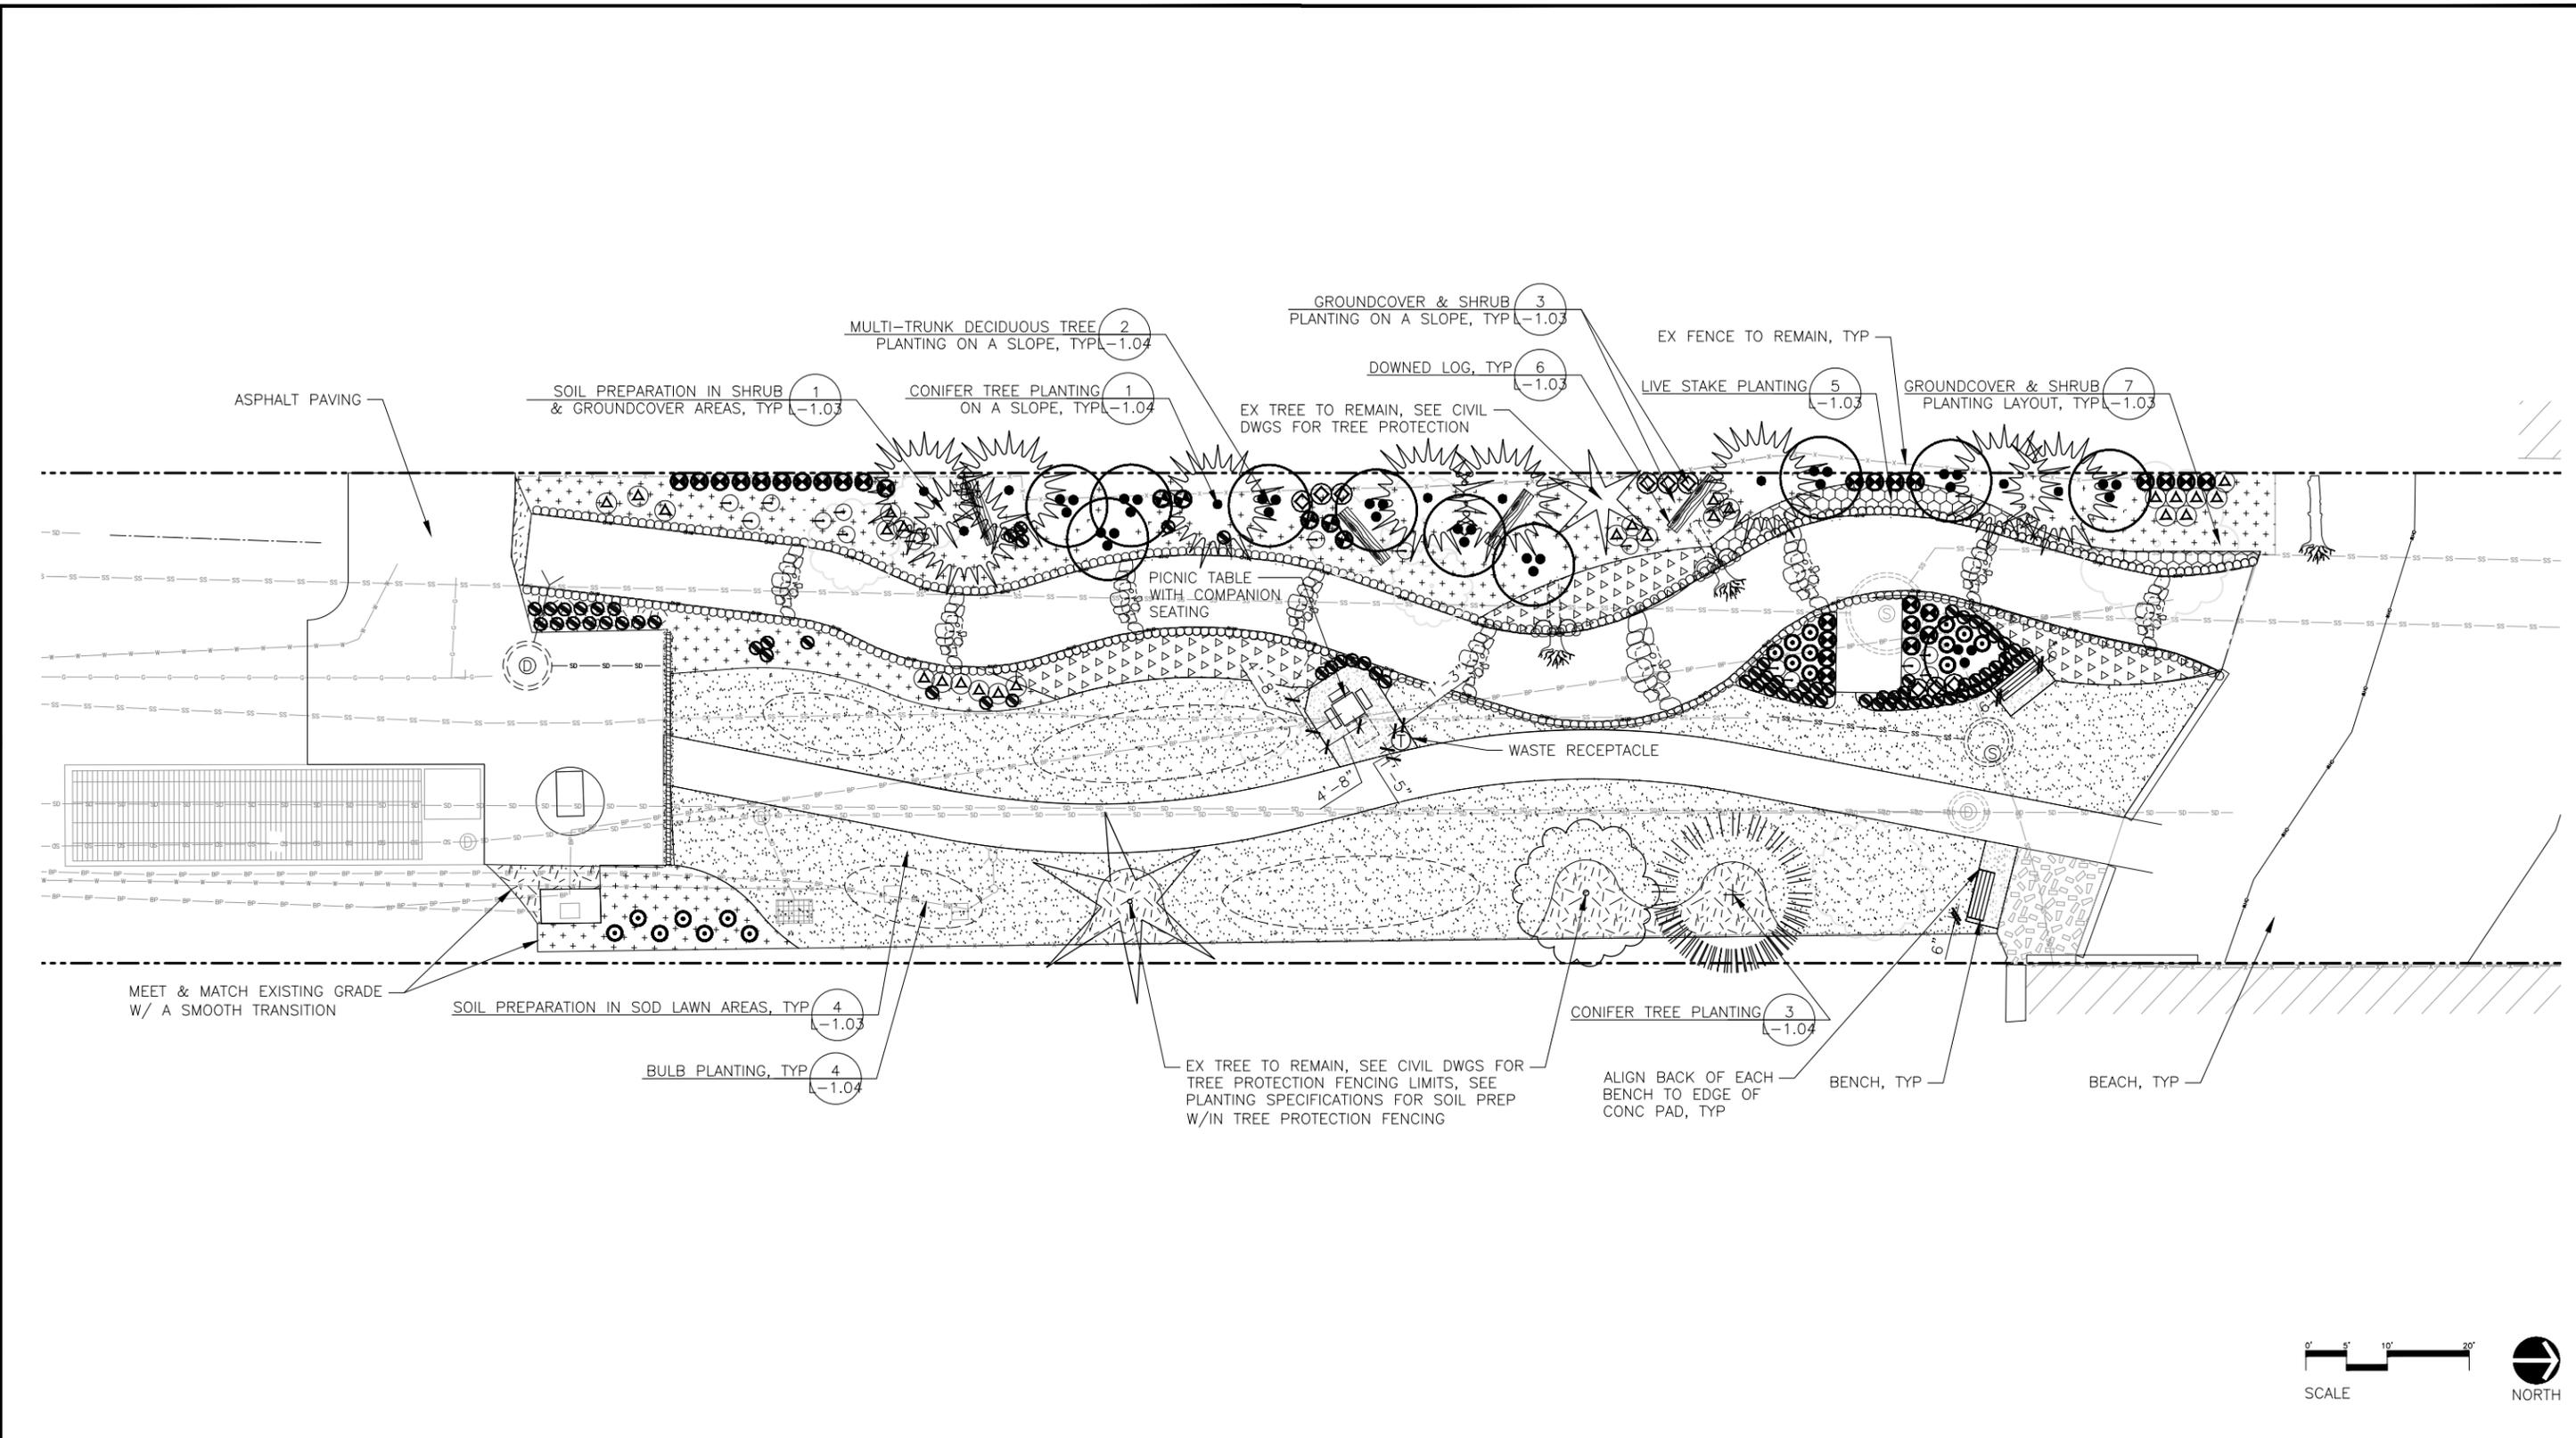 GROUNDCOVER & SHRUB 3
PLANTING ON A SLOPE, TYP L-1.03
MULTI-TRUNK DECIDUOUS TREE 2
PLANTING ON A SLOPE, TYP L-1.04
EX FENCE TO REMAIN, TYP
DOWNED LOG, TYP 6
L-1.03
ASPHALT PAVING
SOIL PREPARATION IN SHRUB 1
& GROUNDCOVER AREAS, TYP L-1.03
CONIFER TREE PLANTING 1
ON A SLOPE, TYP L-1.04
LIVE STAKE PLANTING 5
L-1.03
GROUNDCOVER & SHRUB 7
PLANTING LAYOUT, TYP L-1.03
EX TREE TO REMAIN, SEE CIVIL
DWGS FOR TREE PROTECTION
PICNIC TABLE
WITH COMPANION
SEATING
WASTE RECEPTACLE
4'-8"
4'-8"
6"
6"
MEET & MATCH EXISTING GRADE
W/ A SMOOTH TRANSITION
SOIL PREPARATION IN SOD LAWN AREAS, TYP 4
L-1.03
BULB PLANTING, TYP 4
L-1.04
CONIFER TREE PLANTING 3
L-1.04
EX TREE TO REMAIN, SEE CIVIL DWGS FOR
TREE PROTECTION FENCING LIMITS, SEE
PLANTING SPECIFICATIONS FOR SOIL PREP
W/IN TREE PROTECTION FENCING
ALIGN BACK OF EACH
BENCH TO EDGE OF
CONC PAD, TYP
BENCH, TYP
BEACH, TYP
0' 5' 10' 20'
SCALE
NORTH